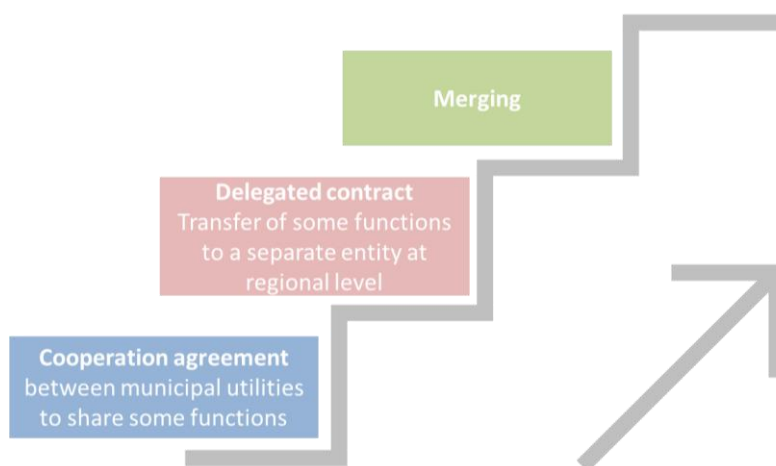 Merging
Delegated contract
Transfer of some functions
to a separate entity at
regional level
Cooperation agreement
between municipal utilities
to share some functions